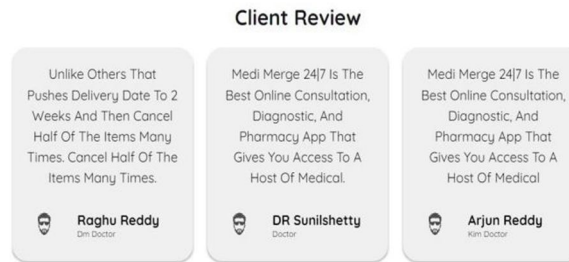 Client Review
Unlike Others That
Pushes Delivery Date To 2
Weeks And Then Cancel
Half Of The Items Many
Times. Cancel Half Of The
Items Many Times.
Raghu Reddy
Dm Doctor
Medi Merge 24|7 Is The
Best Online Consultation,
Diagnostic, And
Pharmacy App That
Gives You Access To A
Host Of Medical.
DR Sunilshetty
Doctor
Medi Merge 24|7 Is The
Best Online Consultation,
Diagnostic, And
Pharmacy App That
Gives You Access To A
Host Of Medical
Arjun Reddy
Kim Doctor